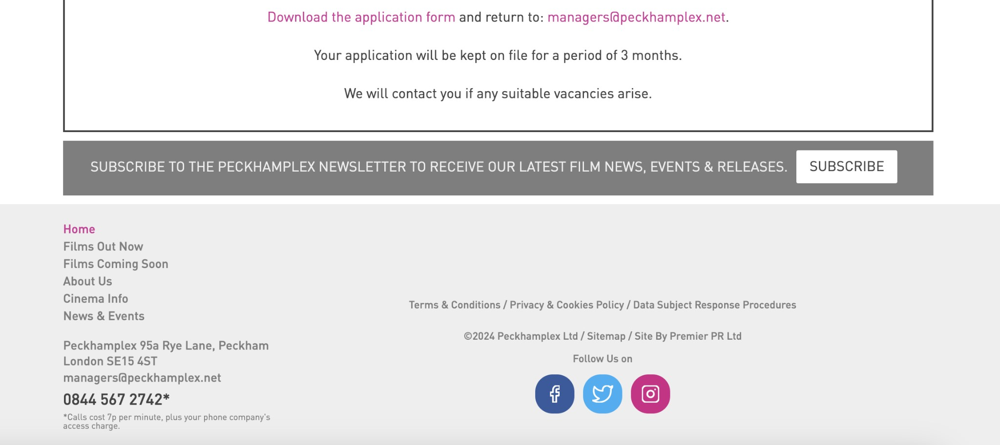 Download the application form and return to: managers@peckhamplex.net.
Your application will be kept on file for a period of 3 months.
We will contact you if any suitable vacancies arise.
SUBSCRIBE TO THE PECKHAMPLEX NEWSLETTER TO RECEIVE OUR LATEST FILM NEWS, EVENTS & RELEASES. SUBSCRIBE
Home
Films Out Now
Films Coming Soon
About Us
Cinema Info
News & Events
Peckhamplex 95a Rye Lane, Peckham
London SE15 4ST
managers@peckhamplex.net
0844 567 2742*
*Calls cost 7p per minute, plus your phone company's
access charge.
Terms & Conditions / Privacy & Cookies Policy / Data Subject Response Procedures
©2024 Peckhamplex Ltd / Sitemap / Site By Premier PR Ltd
Follow Us on